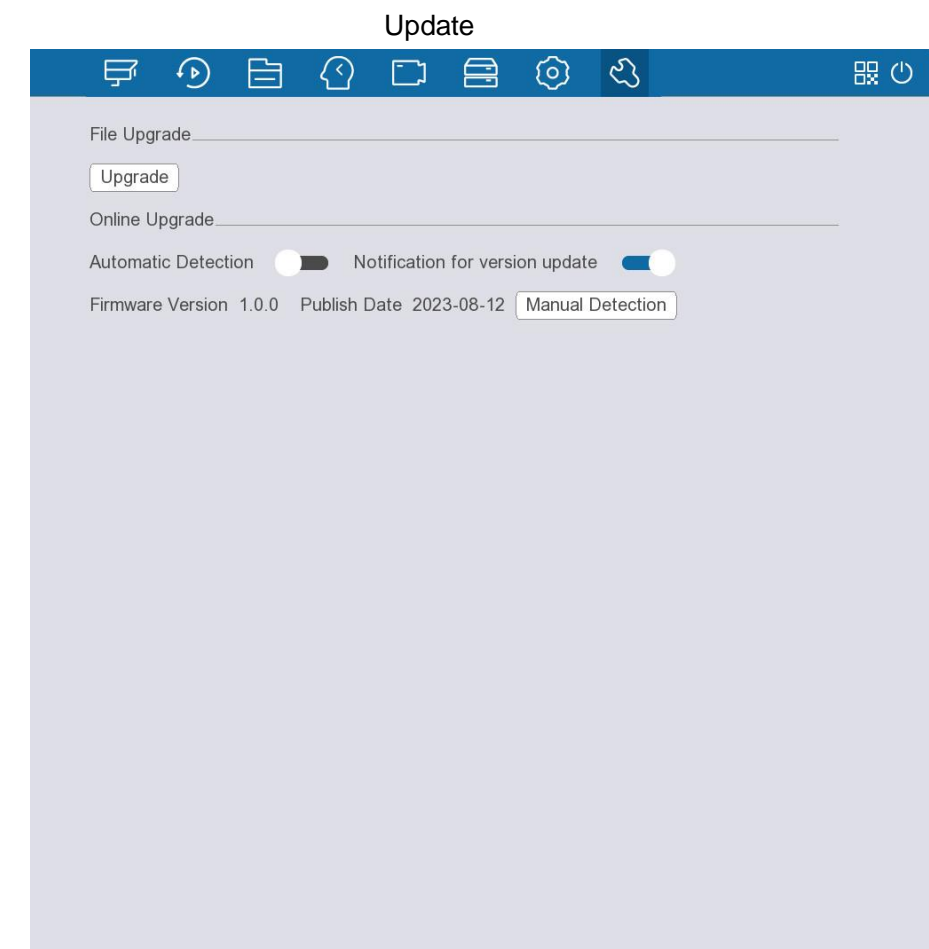 Update
File Upgrade
Upgrade
Online Upgrade
Automatic Detection Notification for version update
Firmware Version 1.0.0 Publish Date 2023-08-12 Manual Detection